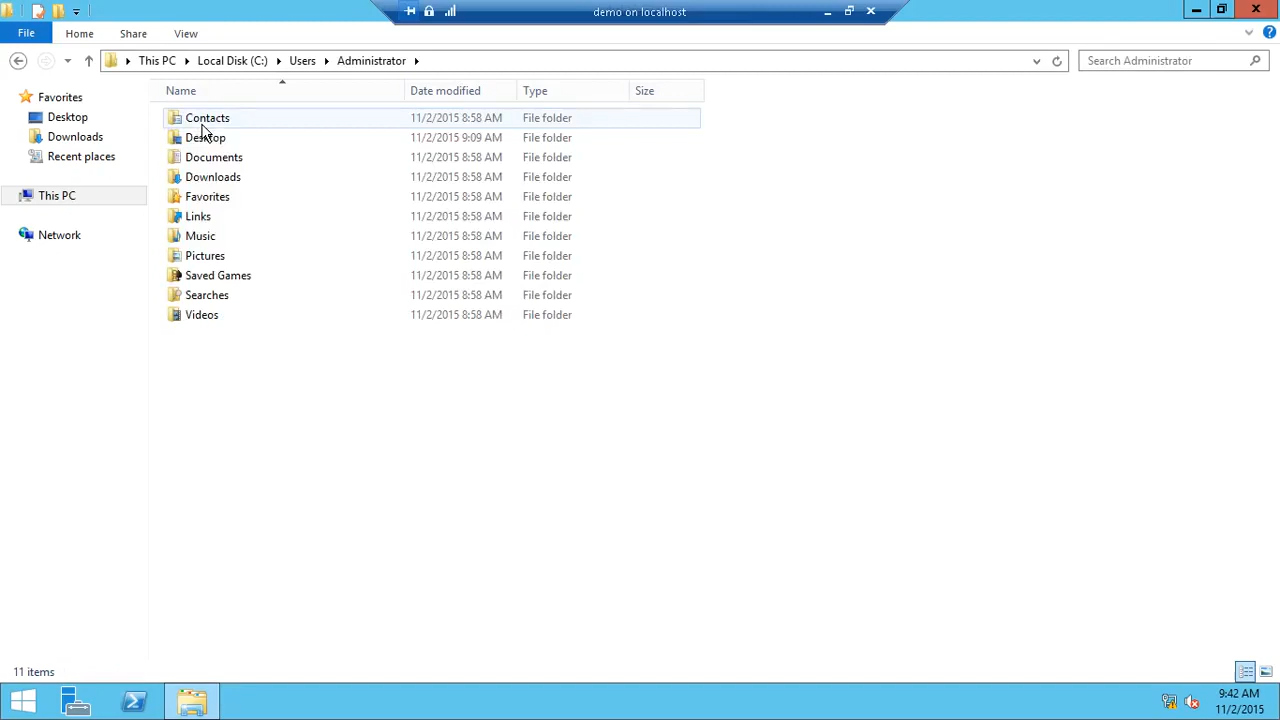 demo on localhost
File Home Share View
This PC Local Disk (C:) Users Administrator
Search Administrator
Name Date modified Type Size
Favorites
Desktop
Downloads
Recent places
This PC
Network
Contacts 11/2/2015 8:58 AM File folder
Desktop 11/2/2015 9:09 AM File folder
Documents 11/2/2015 8:58 AM File folder
Downloads 11/2/2015 8:58 AM File folder
Favorites 11/2/2015 8:58 AM File folder
Links 11/2/2015 8:58 AM File folder
Music 11/2/2015 8:58 AM File folder
Pictures 11/2/2015 8:58 AM File folder
Saved Games 11/2/2015 8:58 AM File folder
Searches 11/2/2015 8:58 AM File folder
Videos 11/2/2015 8:58 AM File folder
11 items
9:42 AM
11/2/2015